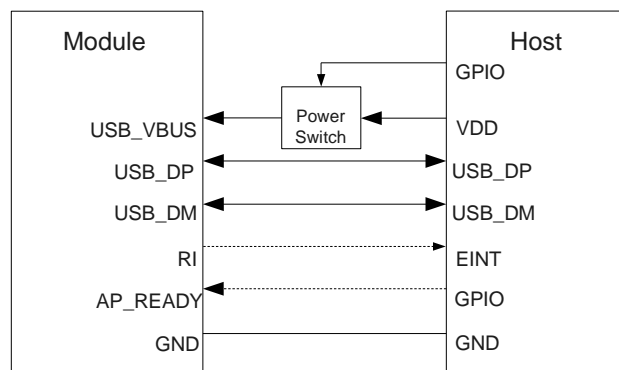 Module
Host
GPIO
Power
Switch
USB_VBUS
VDD
USB_DP
USB_DP
USB_DM
USB_DM
RI
EINT
AP_READY
GPIO
GND
GND